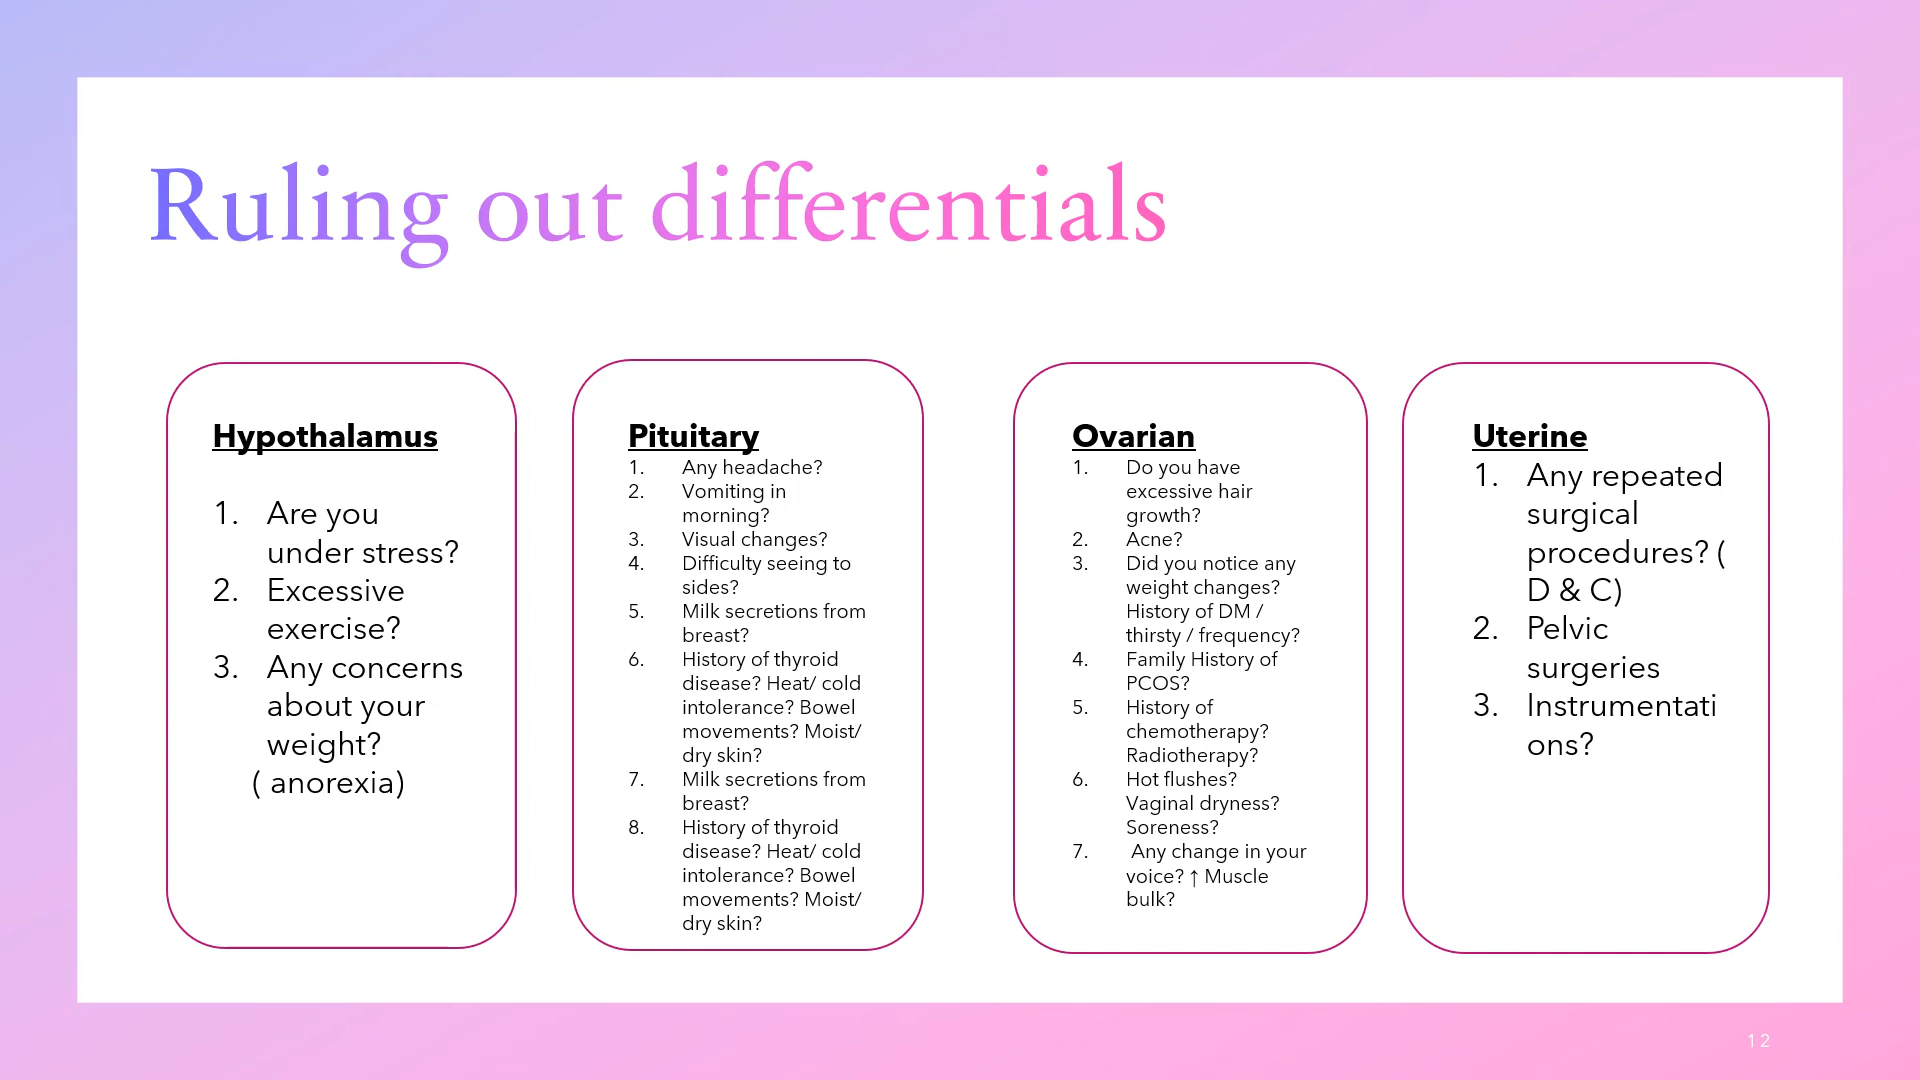 Ruling out differentials
Hypothalamus
1. Are you
under stress?
2. Excessive
exercise?
3. Any concerns
about your
weight?
( anorexia)
Pituitary
1. Any headache?
2. Vomiting in
morning?
3. Visual changes?
4. Difficulty seeing to
sides?
5. Milk secretions from
breast?
6. History of thyroid
disease? Heat/ cold
intolerance? Bowel
movements? Moist/
dry skin?
7. Milk secretions from
breast?
8. History of thyroid
disease? Heat/ cold
intolerance? Bowel
movements? Moist/
dry skin?
Ovarian
1. Do you have
excessive hair
growth?
2. Acne?
3. Did you notice any
weight changes?
History of DM /
thirsty / frequency?
4. Family History of
PCOS?
5. History of
chemotherapy?
Radiotherapy?
6. Hot flushes?
Vaginal dryness?
Soreness?
7. Any change in your
voice? ↑ Muscle
bulk?
Uterine
1. Any repeated
surgical
procedures? (
D & C)
2. Pelvic
surgeries
3. Instrumentati
ons?
12